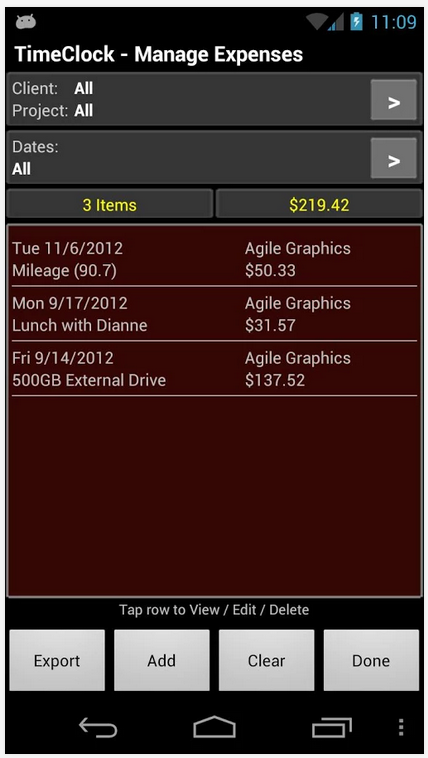 11:09
TimeClock - Manage Expenses
Client: All
Project: All
>
Dates:
All
>
3 Items $219.42
Tue 11/6/2012 Agile Graphics
Mileage (90.7) $50.33
Mon 9/17/2012 Agile Graphics
Lunch with Dianne $31.57
Fri 9/14/2012 Agile Graphics
500GB External Drive $137.52
Tap row to View / Edit / Delete
Export Add Clear Done